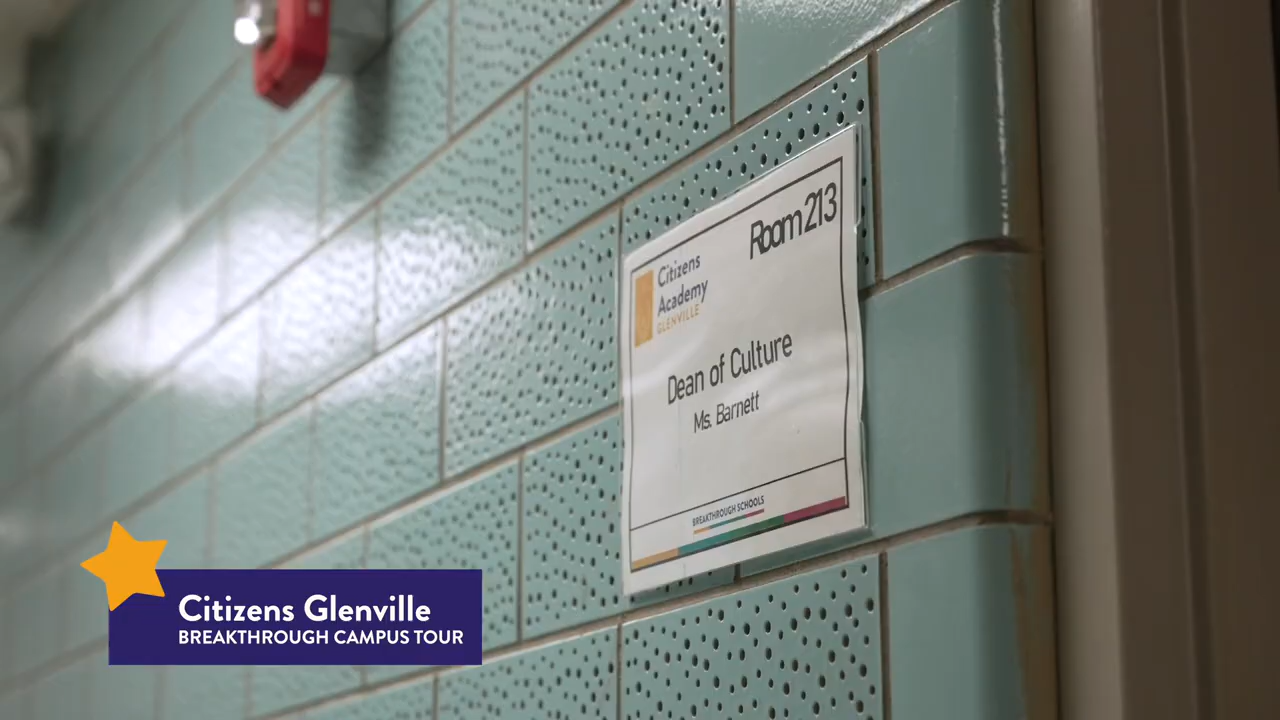 Room 213
Citizens
Academy
GLENVILLE
Dean of Culture
Ms. Barnett
BREAKTHROUGH SCHOOLS
Citizens Glenville
BREAKTHROUGH CAMPUS TOUR